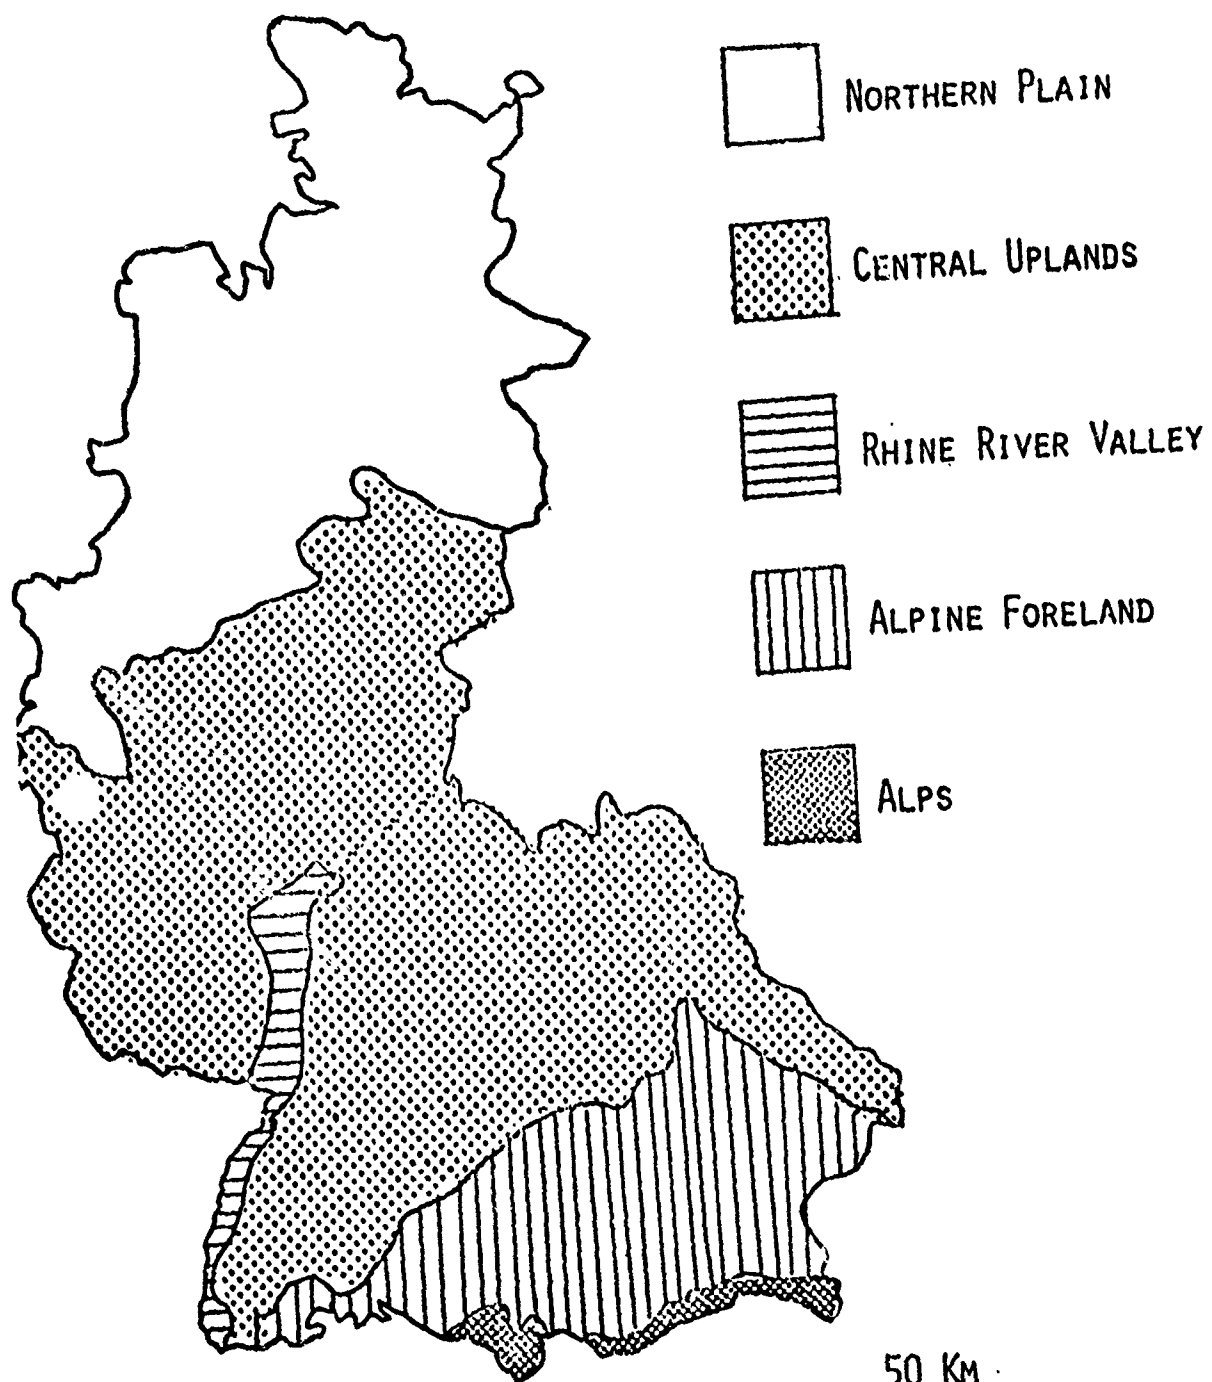 NORTHERN PLAIN
CENTRAL UPLANDS
RHINE RIVER VALLEY
ALPINE FORELAND
ALPS
50 KM